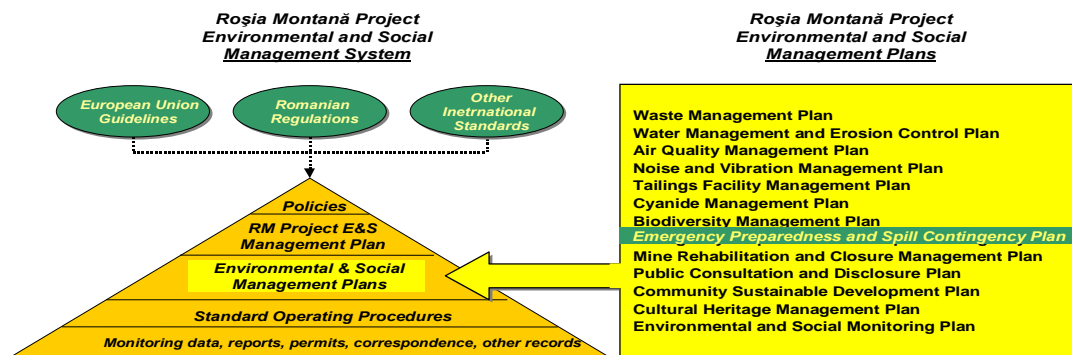 Roşia Montană Project
Environmental and Social
Management System
European Union
Guidelines
Romanian
Regulations
Other
Inetrnational
Standards
Policies
RM Project E&S
Management Plan
Environmental & Social
Management Plans
Standard Operating Procedures
Monitoring data, reports, permits, correspondence, other records
Roşia Montană Project
Environmental and Social
Management Plans
Waste Management Plan
Water Management and Erosion Control Plan
Air Quality Management Plan
Noise and Vibration Management Plan
Tailings Facility Management Plan
Cyanide Management Plan
Biodiversity Management Plan
Emergency Preparedness and Spill Contingency Plan
Mine Rehabilitation and Closure Management Plan
Public Consultation and Disclosure Plan
Community Sustainable Development Plan
Cultural Heritage Management Plan
Environmental and Social Monitoring Plan